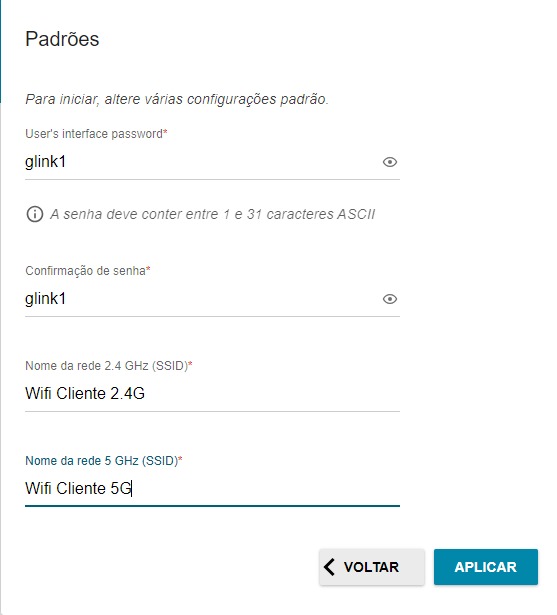 Padrões
Para iniciar, altere várias configurações padrão.
User's interface password*
glink1
A senha deve conter entre 1 e 31 caracteres ASCII
Confirmação de senha*
glink1
Nome da rede 2.4 GHz (SSID)*
Wifi Cliente 2.4G
Nome da rede 5 GHz (SSID)*
Wifi Cliente 5G
VOLTAR APLICAR